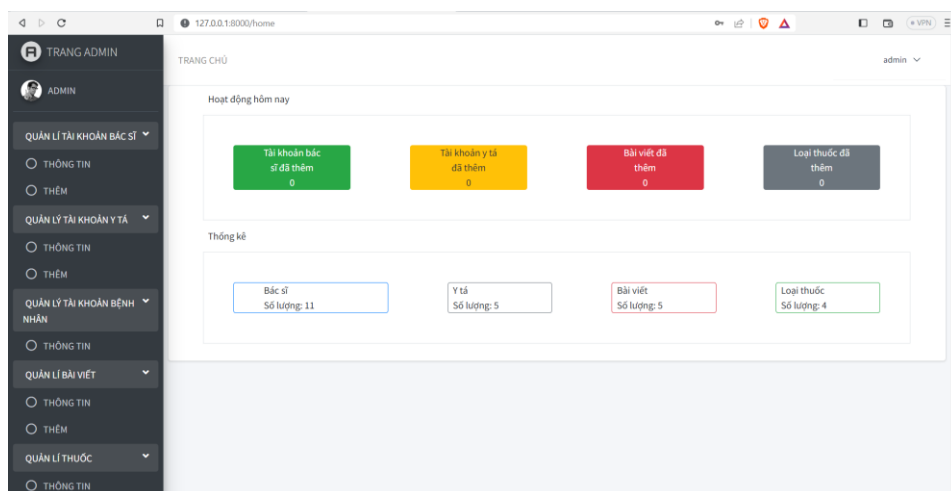 127.0.0.1:8000/home
VPN
TRANG ADMIN
TRANG CHỦ
admin
ADMIN
QUẢN LÍ TÀI KHOẢN BÁC SĨ
THÔNG TIN
THÊM
QUẢN LÝ TÀI KHOẢN Y TÁ
THÔNG TIN
THÊM
QUẢN LÝ TÀI KHOẢN BỆNH
NHÂN
THÔNG TIN
QUẢN LÍ BÀI VIẾT
THÔNG TIN
THÊM
QUẢN LÍ THUỐC
THÔNG TIN
Hoạt động hôm nay
Tài khoản bác
sĩ đã thêm
0
Tài khoản y tá
đã thêm
0
Bài viết đã
thêm
0
Loại thuốc đã
thêm
0
Thống kê
Bác sĩ
Số lượng: 11
Y tá
Số lượng: 5
Bài viết
Số lượng: 5
Loại thuốc
Số lượng: 4